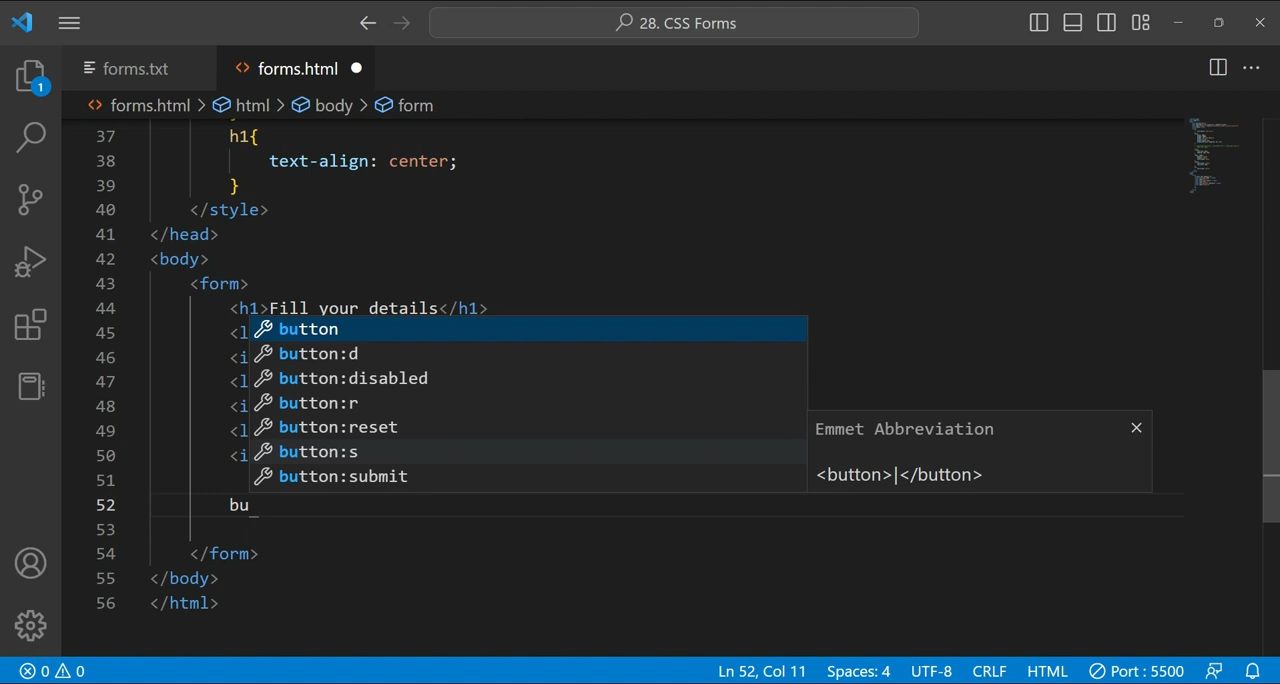 28. CSS Forms
forms.txt
forms.html
1
forms.html > html > body > form
37 h1{
38 text-align: center;
39 }
40 </style>
41 </head>
42 <body>
43 <form>
44 <h1>Fill your details</h1>
45 <l
46 <i
47 <l
48 <i
49 <l
50 <i
51
52 bu
53
54 </form>
55 </body>
56 </html>
button
button:d
button:disabled
button:r
button:reset
button:s
button:submit
Emmet Abbreviation
<button>|</button>
0 0
Ln 52, Col 11 Spaces: 4 UTF-8 CRLF HTML Port : 5500